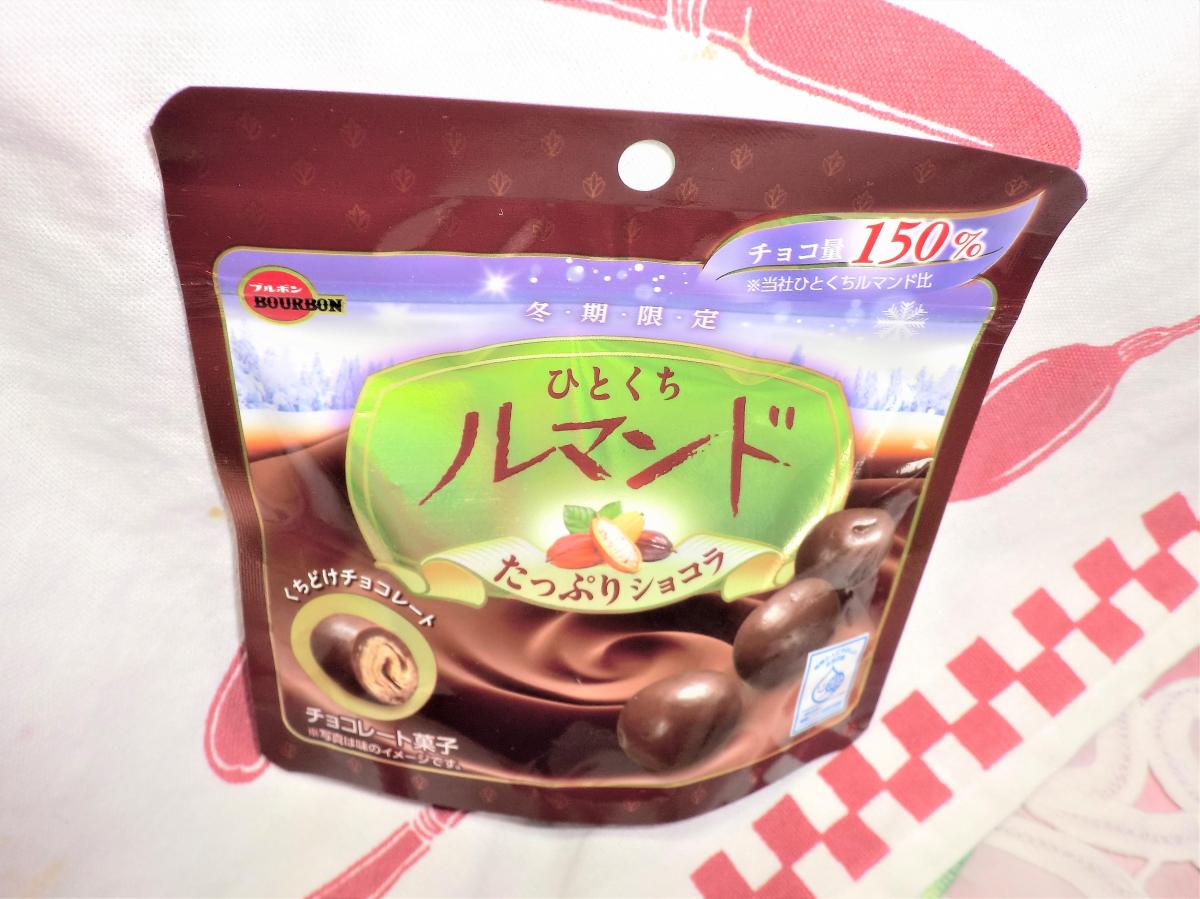 チョコ量150%
※当社ひとくちルマンド比
ブルボン
BOURBON
冬・期・限・定
ひとくち
ルマンド
たっぷりショコラ
くちどけチョコレート
チョコレート菓子
※写真は味のイメージです。